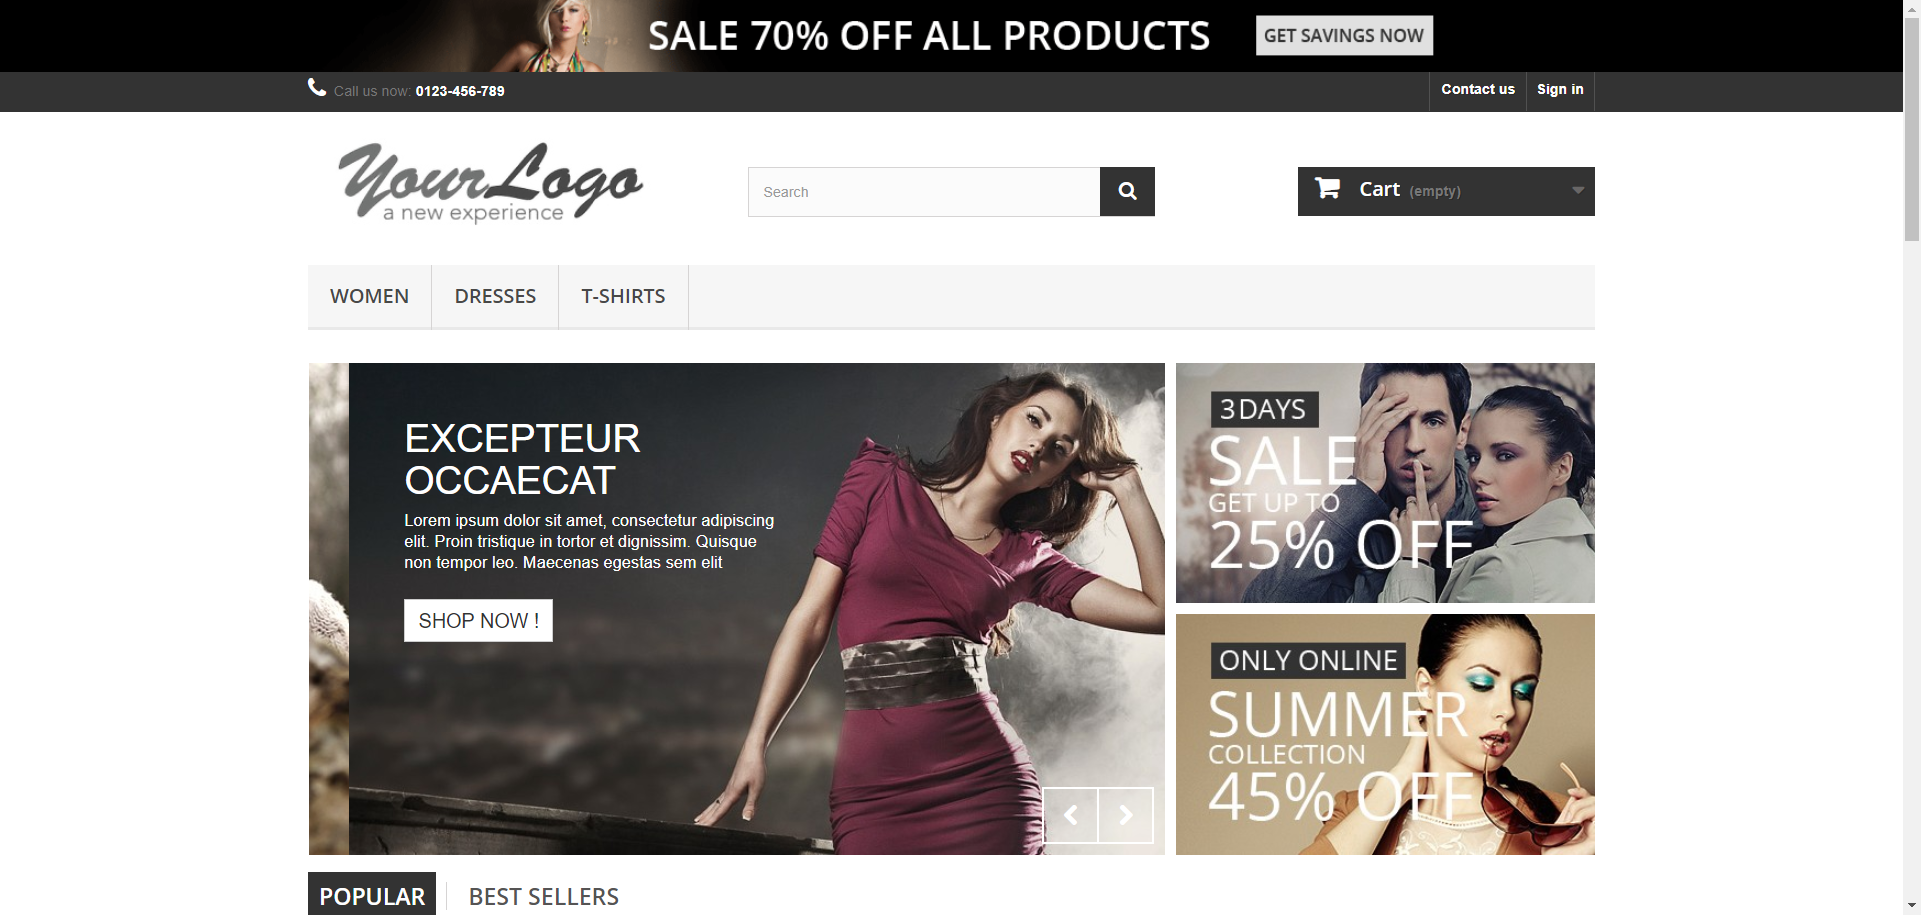 SALE 70% OFF ALL PRODUCTS
GET SAVINGS NOW
Call us now: 0123-456-789
Contact us
Sign in
YourLogo
a new experience
Search
Cart (empty)
WOMEN
DRESSES
T-SHIRTS
EXCEPTEUR
OCCAECAT
Lorem ipsum dolor sit amet, consectetur adipiscing
elit. Proin tristique in tortor et dignissim. Quisque
non tempor leo. Maecenas egestas sem elit
SHOP NOW !
3 DAYS
SALE
GET UP TO
25% OFF
ONLY ONLINE
SUMMER
COLLECTION
45% OFF
POPULAR
BEST SELLERS